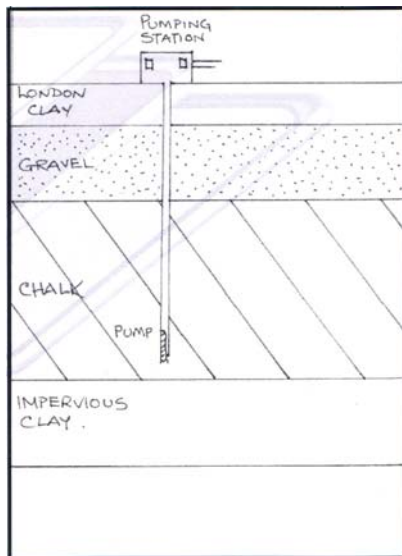 PUMPING
STATION
LONDON
CLAY
GRAVEL
CHALK
PUMP
IMPERVIOUS
CLAY.